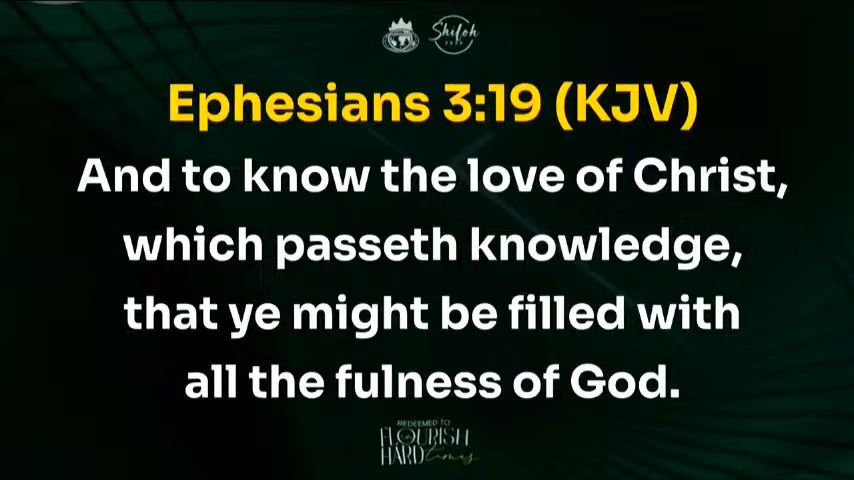 Shiloh
Ephesians 3:19 (KJV)
And to know the love of Christ,
which passeth knowledge,
that ye might be filled with
all the fulness of God.
REDEEMED TO
FLOURISH
HARD times